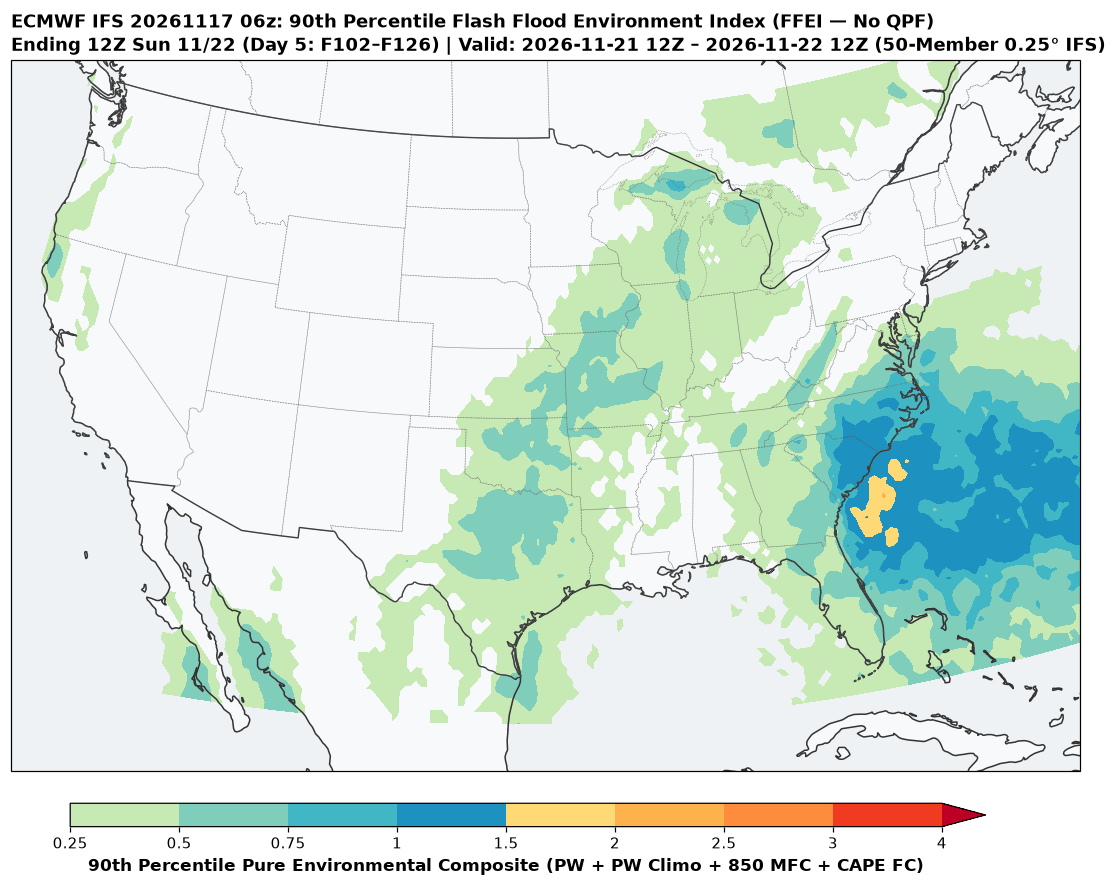 ECMWF IFS 20261117 06z: 90th Percentile Flash Flood Environment Index (FFEI — No QPF)
Ending 12Z Sun 11/22 (Day 5: F102–F126) | Valid: 2026-11-21 12Z – 2026-11-22 12Z (50-Member 0.25° IFS)
0.25 0.5 0.75 1 1.5 2 2.5 3 4
90th Percentile Pure Environmental Composite (PW + PW Climo + 850 MFC + CAPE FC)